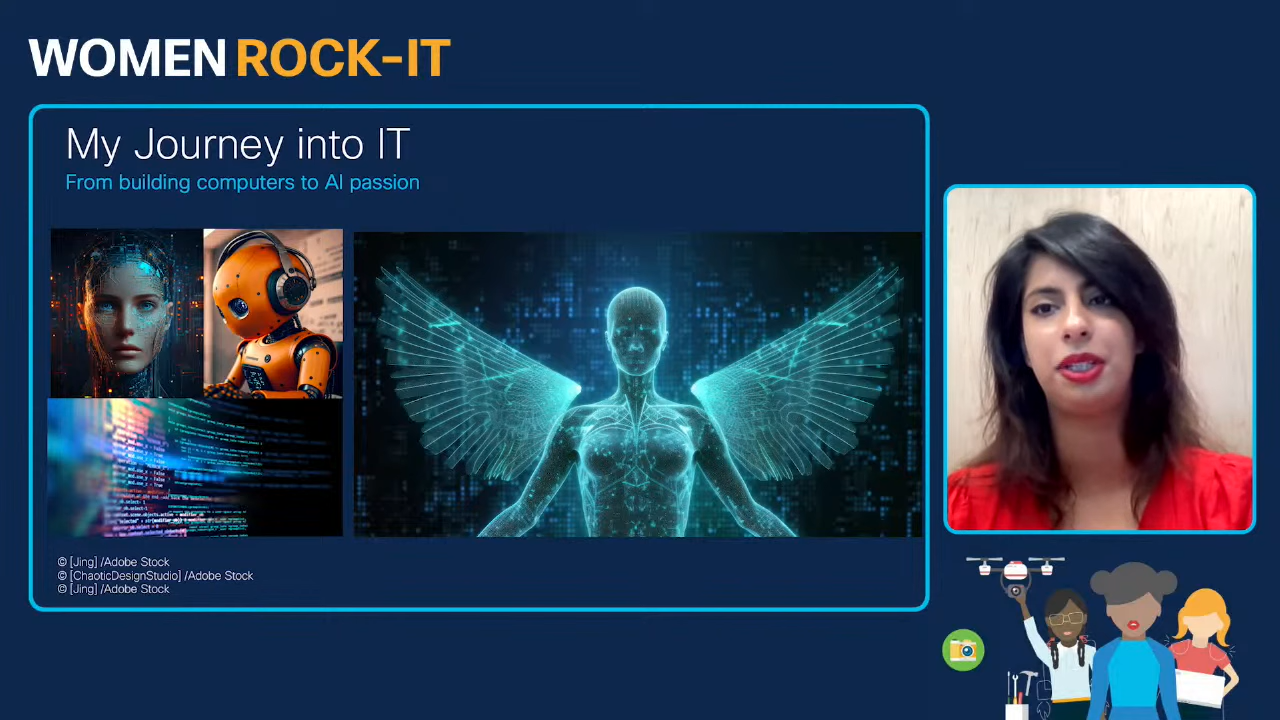 WOMEN ROCK-IT
My Journey into IT
From building computers to AI passion
© [Jing] /Adobe Stock
© [ChaoticDesignStudio] /Adobe Stock
© [Jing] /Adobe Stock